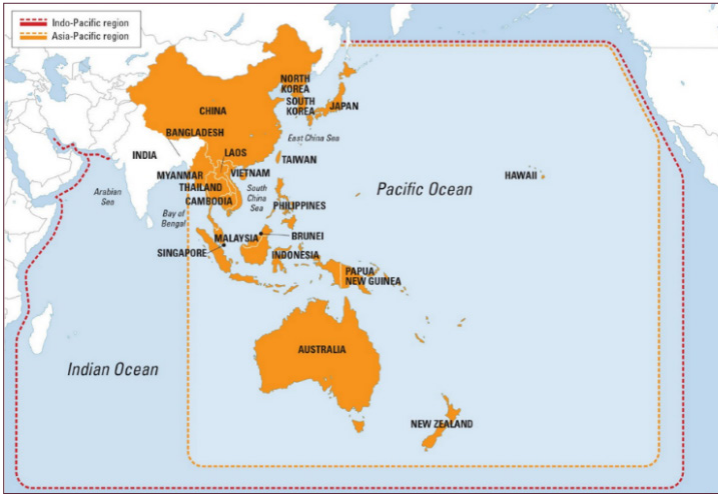 Indo-Pacific region
Asia-Pacific region
NORTH
KOREA
SOUTH
KOREA
JAPAN
CHINA
East China Sea
BANGLADESH
INDIA
LAOS
TAIWAN
MYANMAR
VIETNAM
THAILAND
CAMBODIA
South
China
Sea
Arabian
Sea
Bay of
Bengal
PHILIPPINES
Pacific Ocean
HAWAII
MALAYSIA
BRUNEI
SINGAPORE
INDONESIA
PAPUA
NEW GUINEA
AUSTRALIA
Indian Ocean
NEW ZEALAND